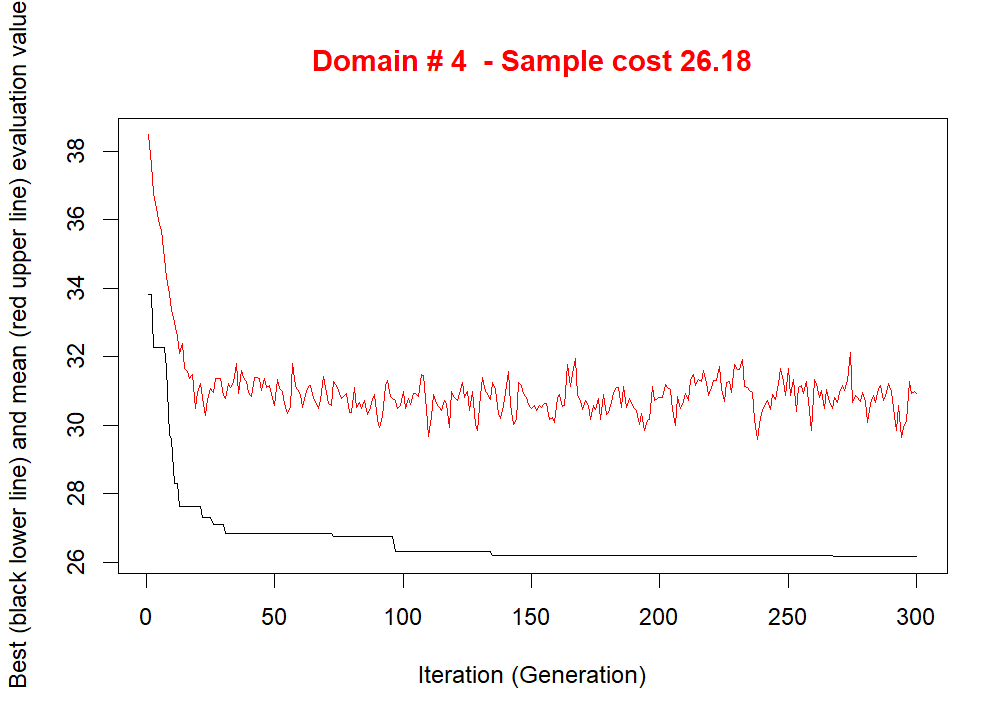 Domain # 4  - Sample cost 26.18
Best (black lower line) and mean (red upper line) evaluation value
38
36
34
32
30
28
26
0 50 100 150 200 250 300
Iteration (Generation)